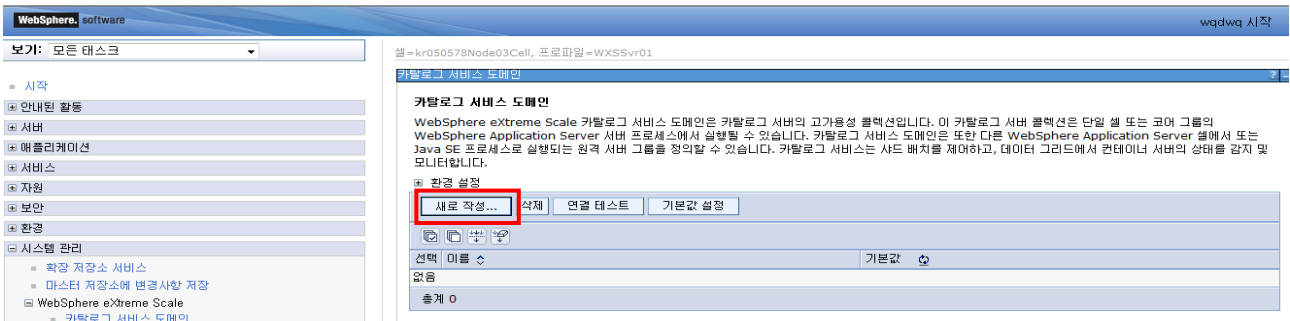 WebSphere. software
wqdwq 시작
보기: 모든 태스크
시작
안내된 활동
서버
애플리케이션
서비스
자원
보안
환경
시스템 관리
확장 저장소 서비스
마스터 저장소에 변경사항 저장
WebSphere eXtreme Scale
카탈로그 서비스 도메인
셀=kr050578Node03Cell, 프로파일=WXSSvr01
카탈로그 서비스 도메인
?
카탈로그 서비스 도메인
WebSphere eXtreme Scale 카탈로그 서비스 도메인은 카탈로그 서버의 고가용성 콜렉션입니다. 이 카탈로그 서버 콜렉션은 단일 셀 또는 코어 그룹의
WebSphere Application Server 서버 프로세스에서 실행될 수 있습니다. 카탈로그 서비스 도메인은 또한 다른 WebSphere Application Server 셀에서 또는
Java SE 프로세스로 실행되는 원격 서버 그룹을 정의할 수 있습니다. 카탈로그 서비스는 샤드 배치를 제어하고, 데이터 그리드에서 컨테이너 서버의 상태를 감지 및
모니터합니다.
환경 설정
새로 작성... 삭제 연결 테스트 기본값 설정
선택 이름 기본값
없음
총계 0